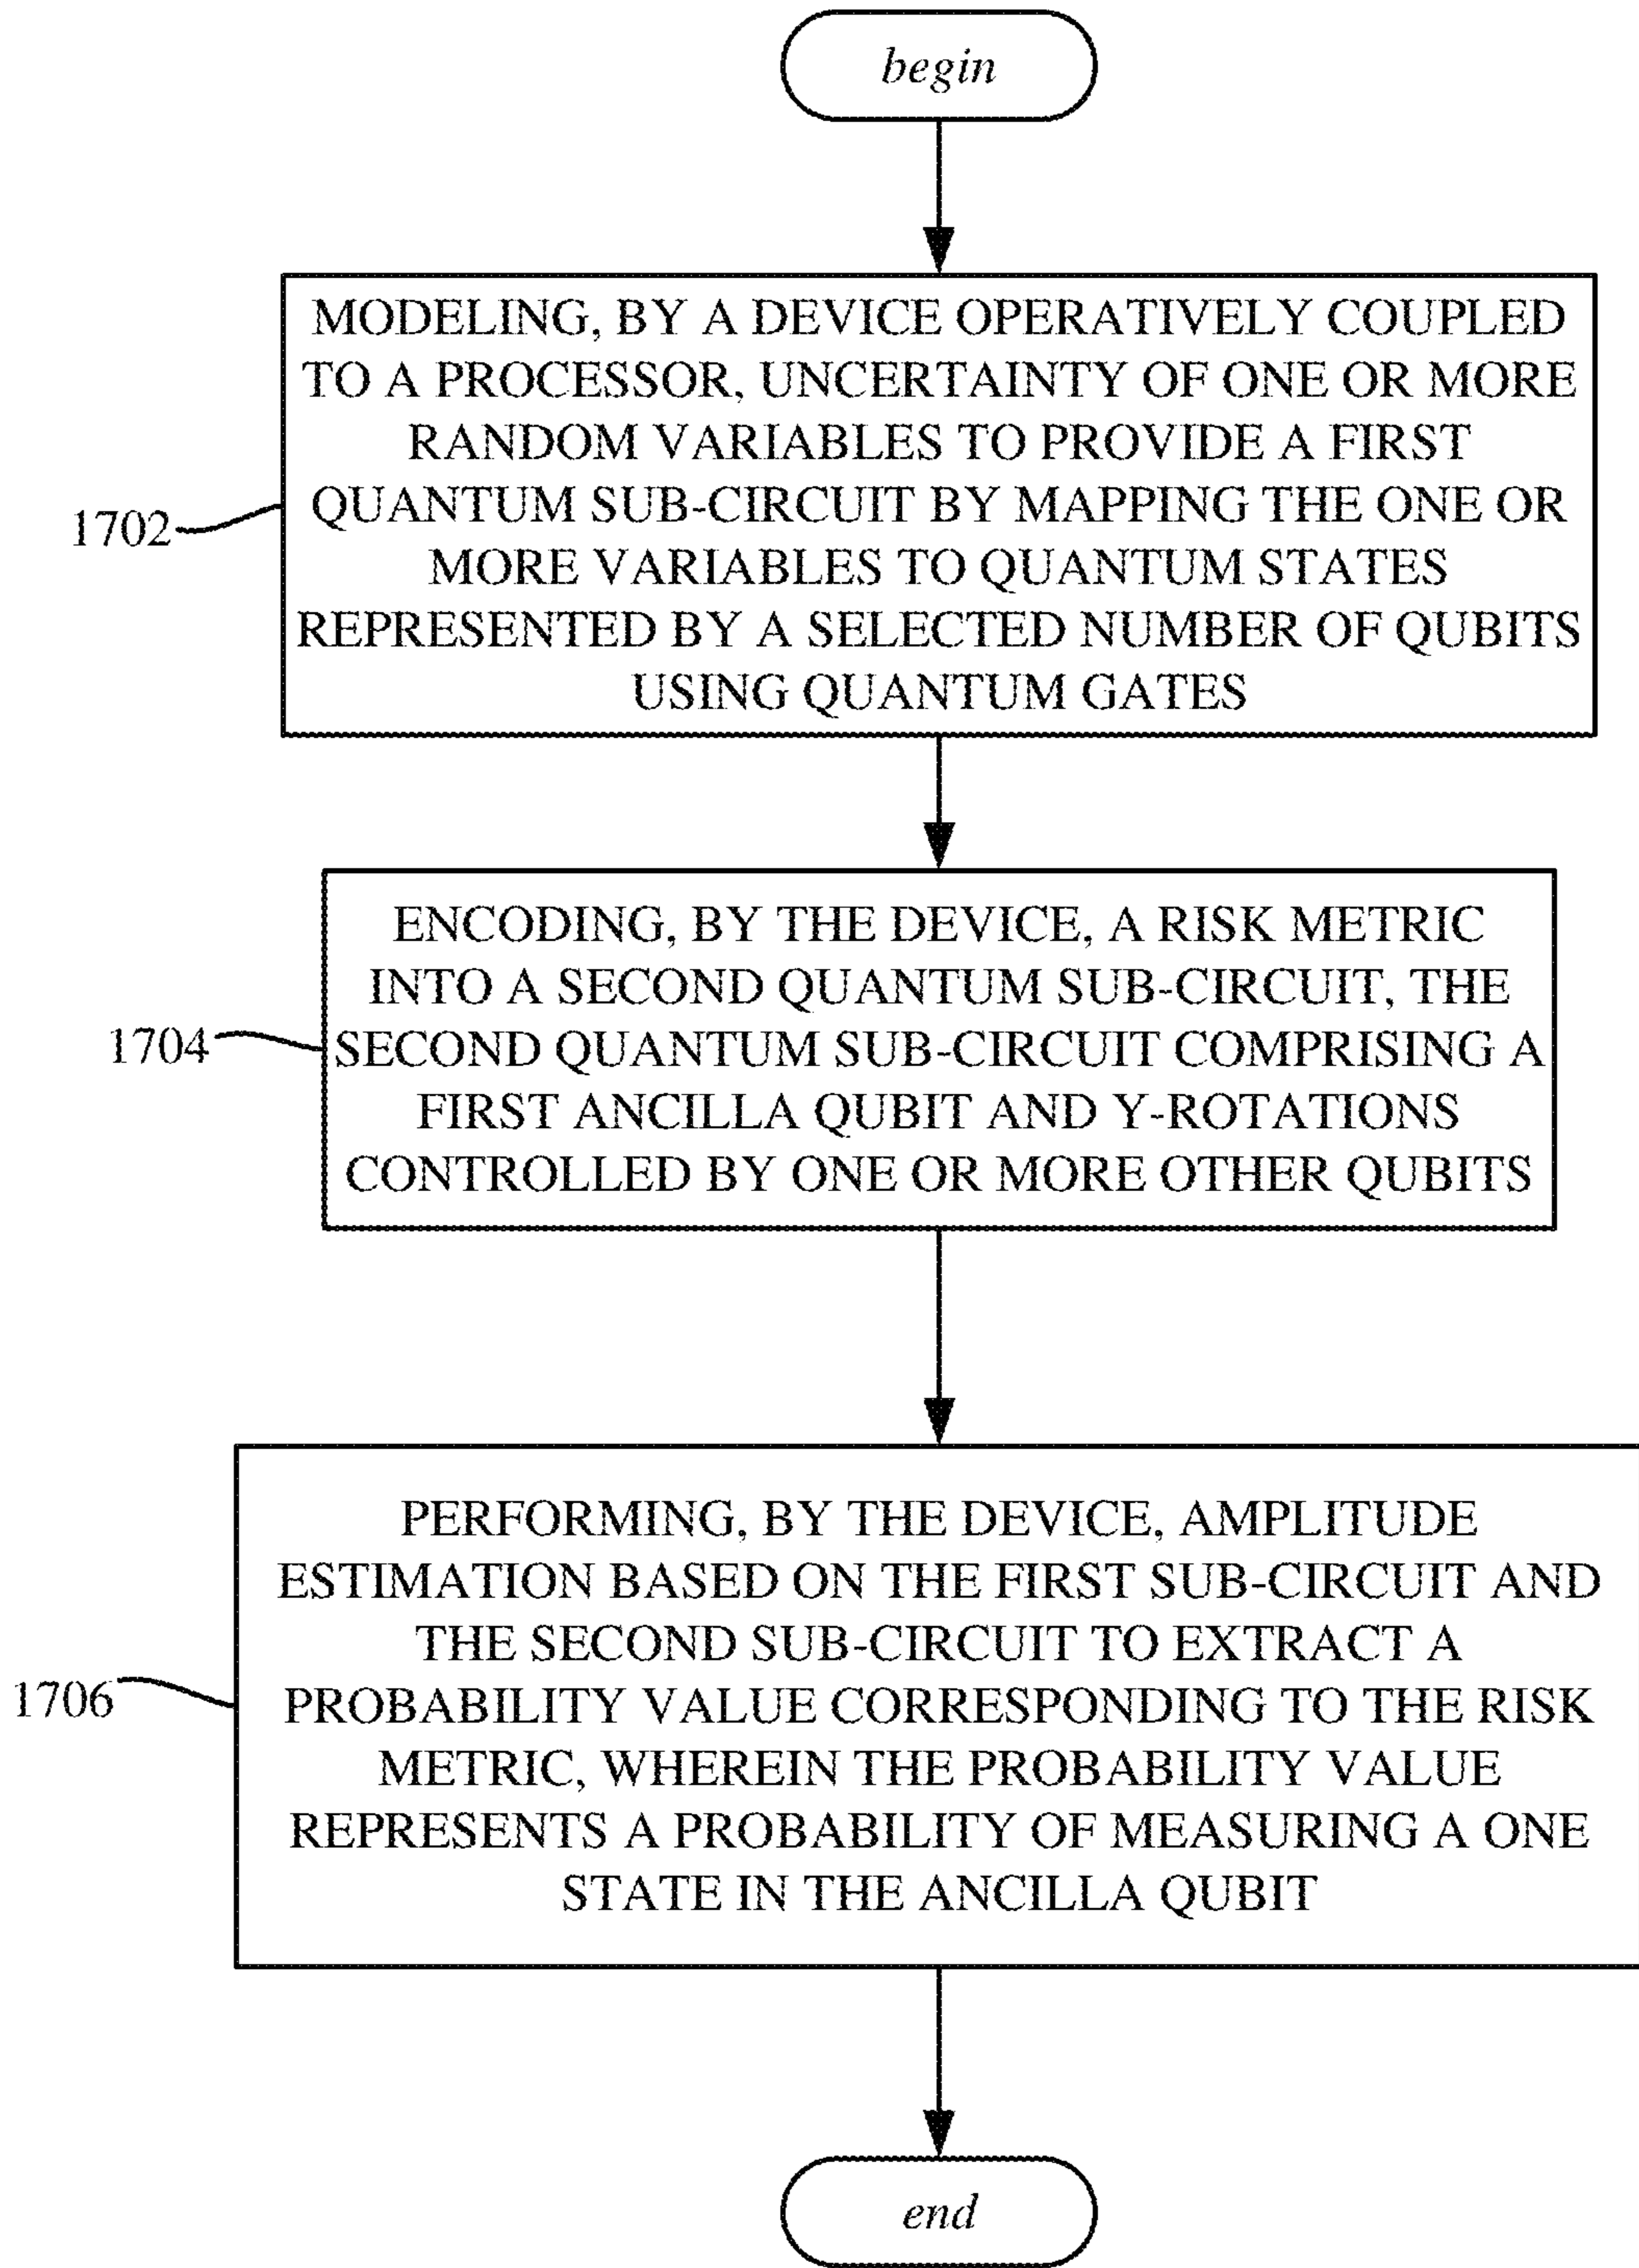 begin
MODELING, BY A DEVICE OPERATIVELY COUPLED
TO A PROCESSOR, UNCERTAINTY OF ONE OR MORE
RANDOM VARIABLES TO PROVIDE A FIRST
QUANTUM SUB-CIRCUIT BY MAPPING THE ONE OR
MORE VARIABLES TO QUANTUM STATES
REPRESENTED BY A SELECTED NUMBER OF QUBITS
USING QUANTUM GATES
1702
ENCODING, BY THE DEVICE, A RISK METRIC
INTO A SECOND QUANTUM SUB-CIRCUIT, THE
SECOND QUANTUM SUB-CIRCUIT COMPRISING A
FIRST ANCILLA QUBIT AND Y-ROTATIONS
CONTROLLED BY ONE OR MORE OTHER QUBITS
1704
PERFORMING, BY THE DEVICE, AMPLITUDE
ESTIMATION BASED ON THE FIRST SUB-CIRCUIT AND
THE SECOND SUB-CIRCUIT TO EXTRACT A
PROBABILITY VALUE CORRESPONDING TO THE RISK
METRIC, WHEREIN THE PROBABILITY VALUE
REPRESENTS A PROBABILITY OF MEASURING A ONE
STATE IN THE ANCILLA QUBIT
1706
end